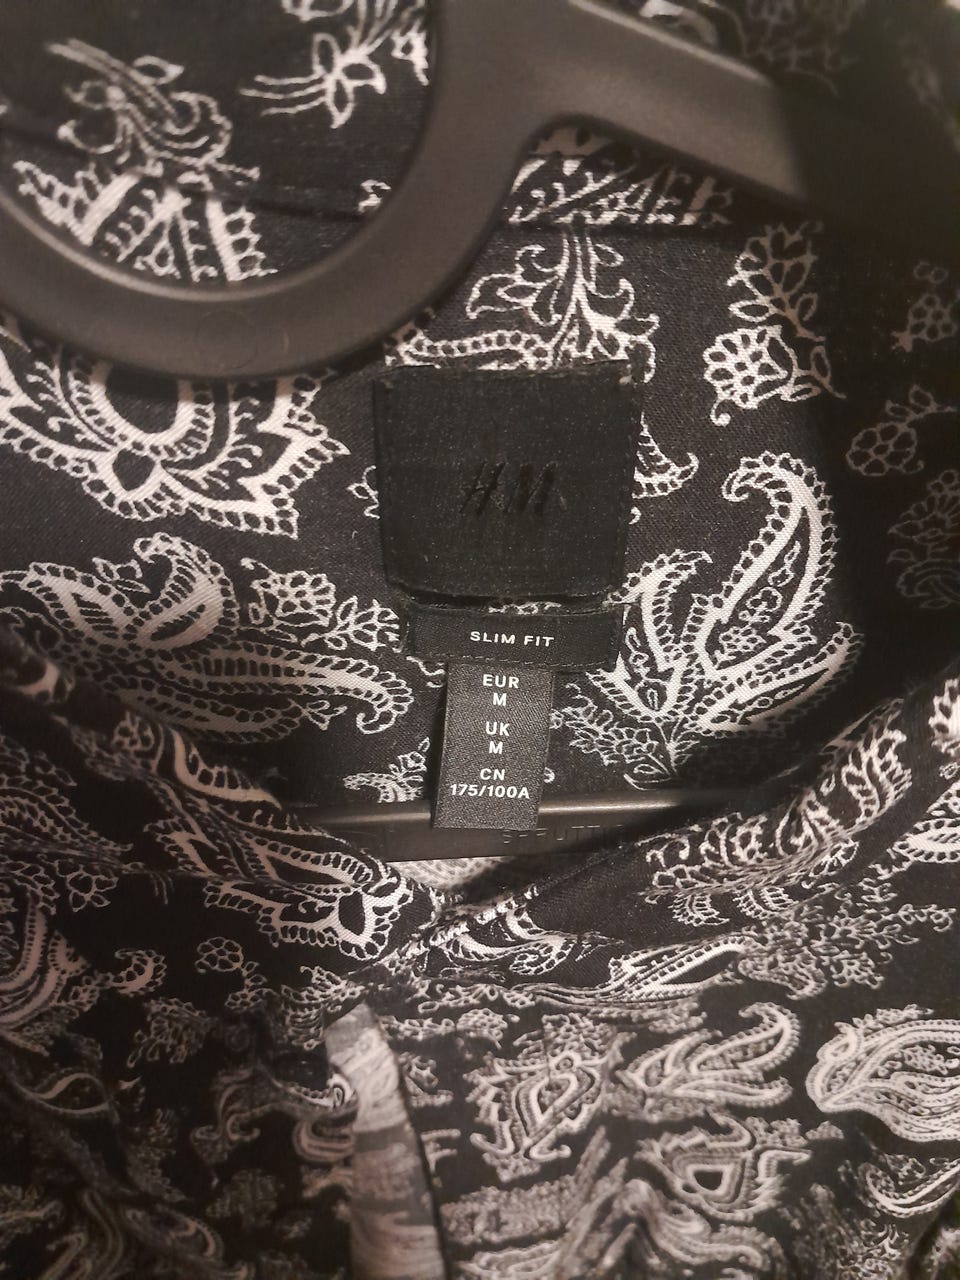 H&M
SLIM FIT
EUR
M
UK
M
CN
175/100A